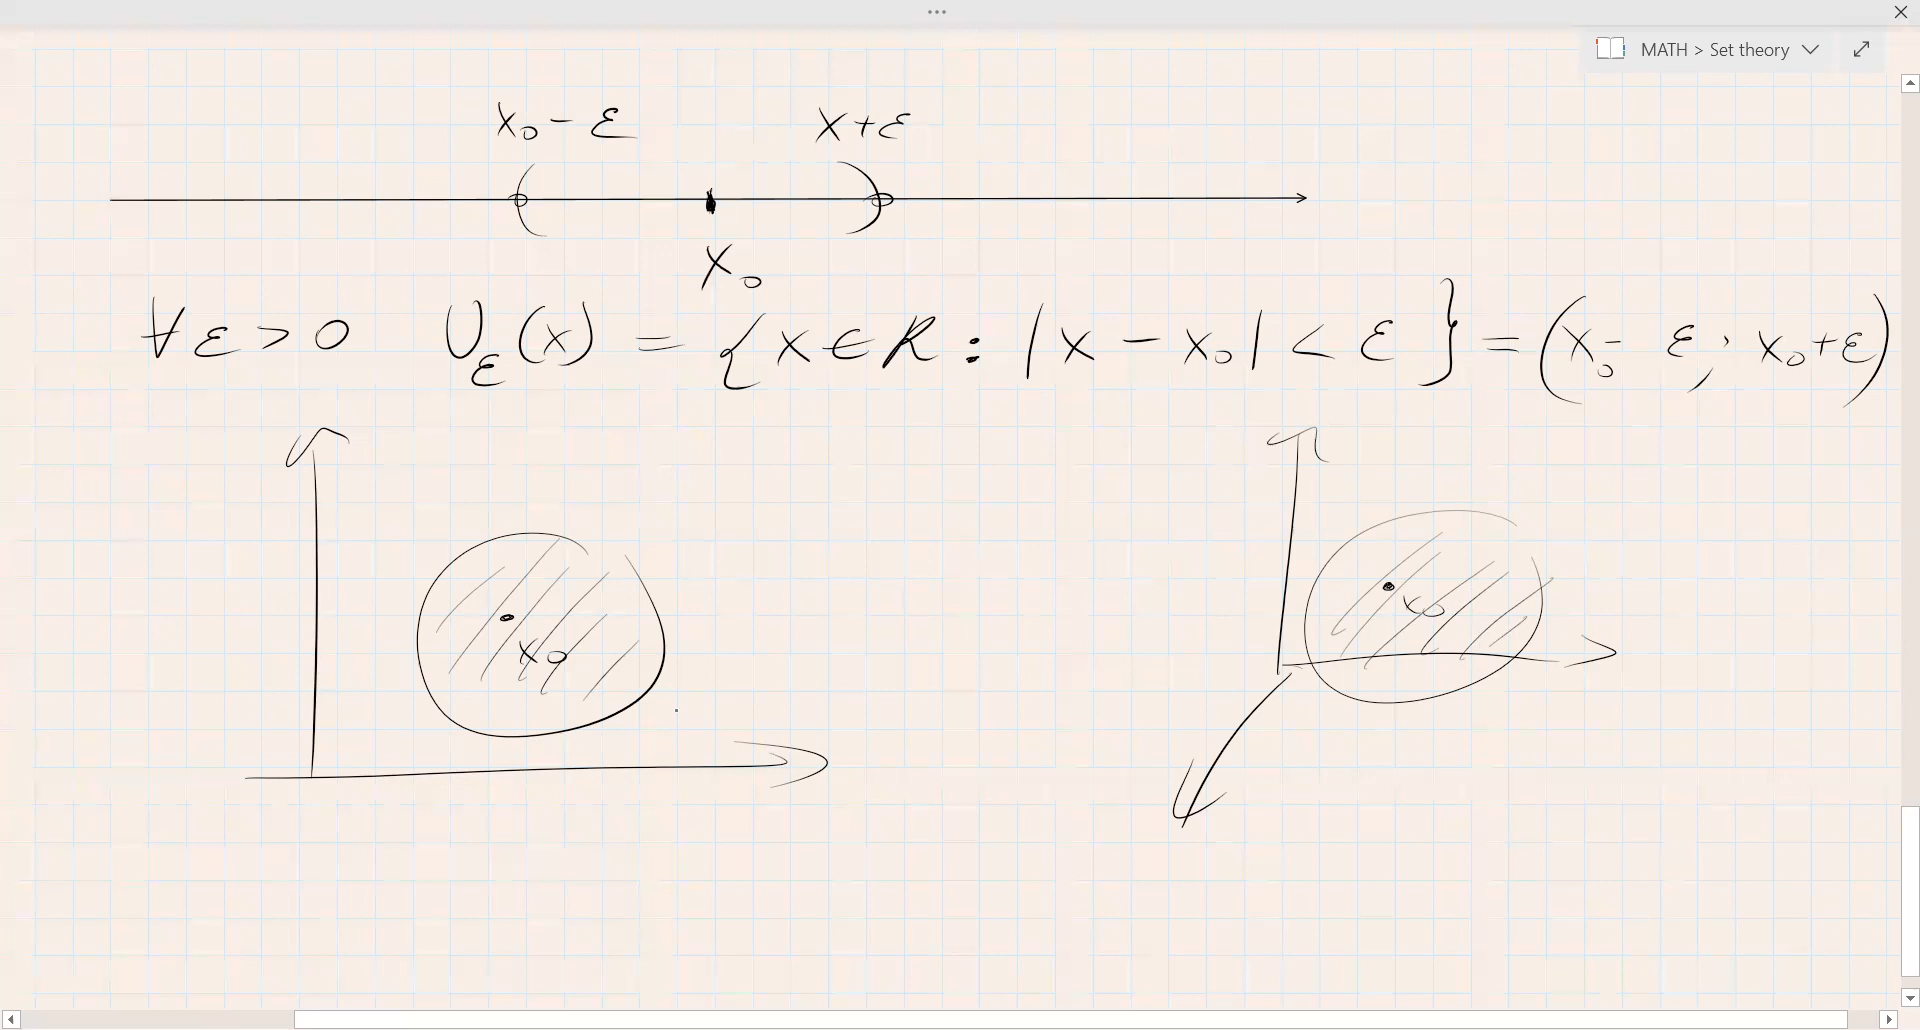 MATH > Set theory
x₀ - ε x + ε
x₀
∀ε > 0 U_ε(x) = {x ∈ R : |x - x₀| < ε} = (x₀ - ε; x₀ + ε)
x₀ x₀